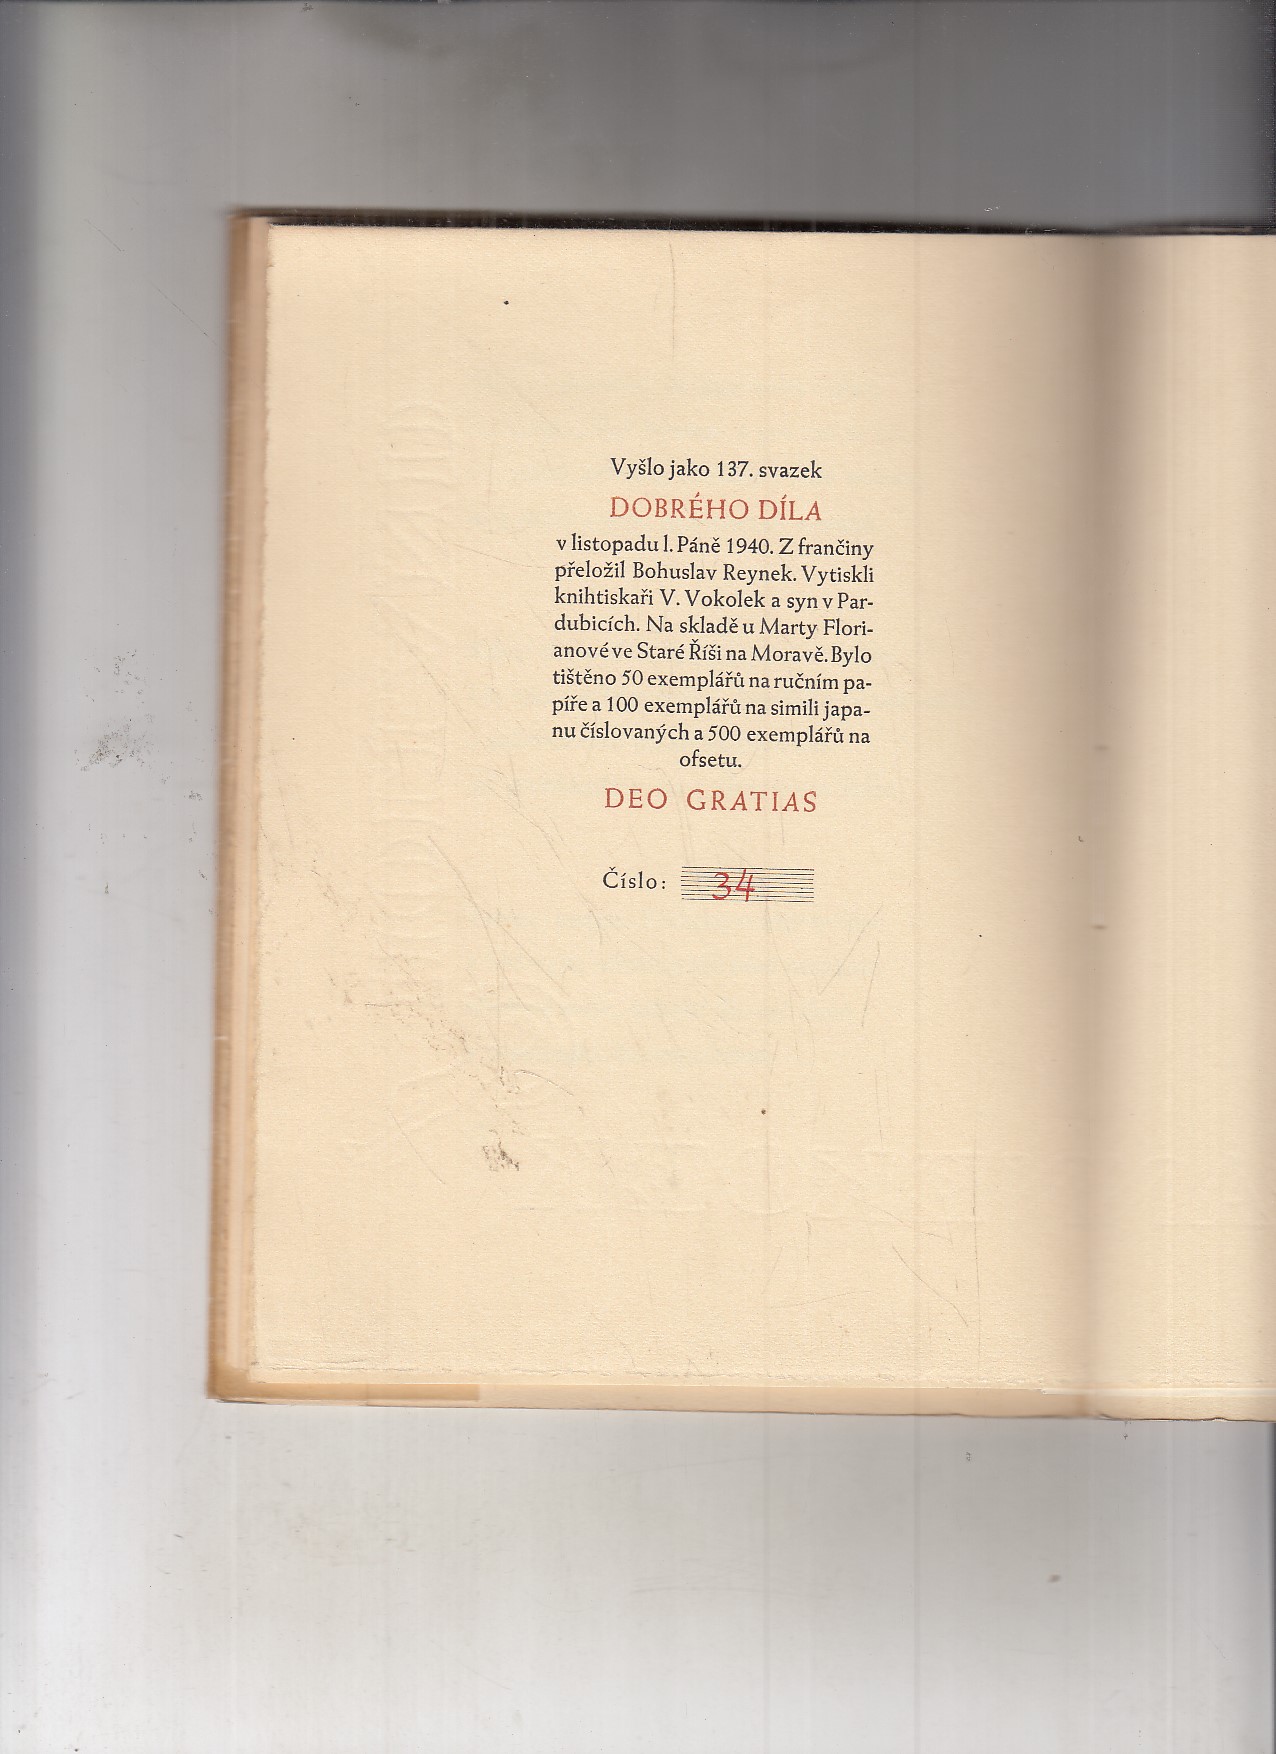 Vyšlo jako 137. svazek
DOBRÉHO DÍLA
v listopadu l. Páně 1940. Z frančiny
přeložil Bohuslav Reynek. Vytiskli
knihtiskaři V. Vokolek a syn v Par-
dubicích. Na skladě u Marty Flori-
anové ve Staré Říši na Moravě. Bylo
tištěno 50 exemplářů na ručním pa-
píře a 100 exemplářů na simili japa-
nu číslovaných a 500 exemplářů na
ofsetu.
DEO GRATIAS
Číslo: 34